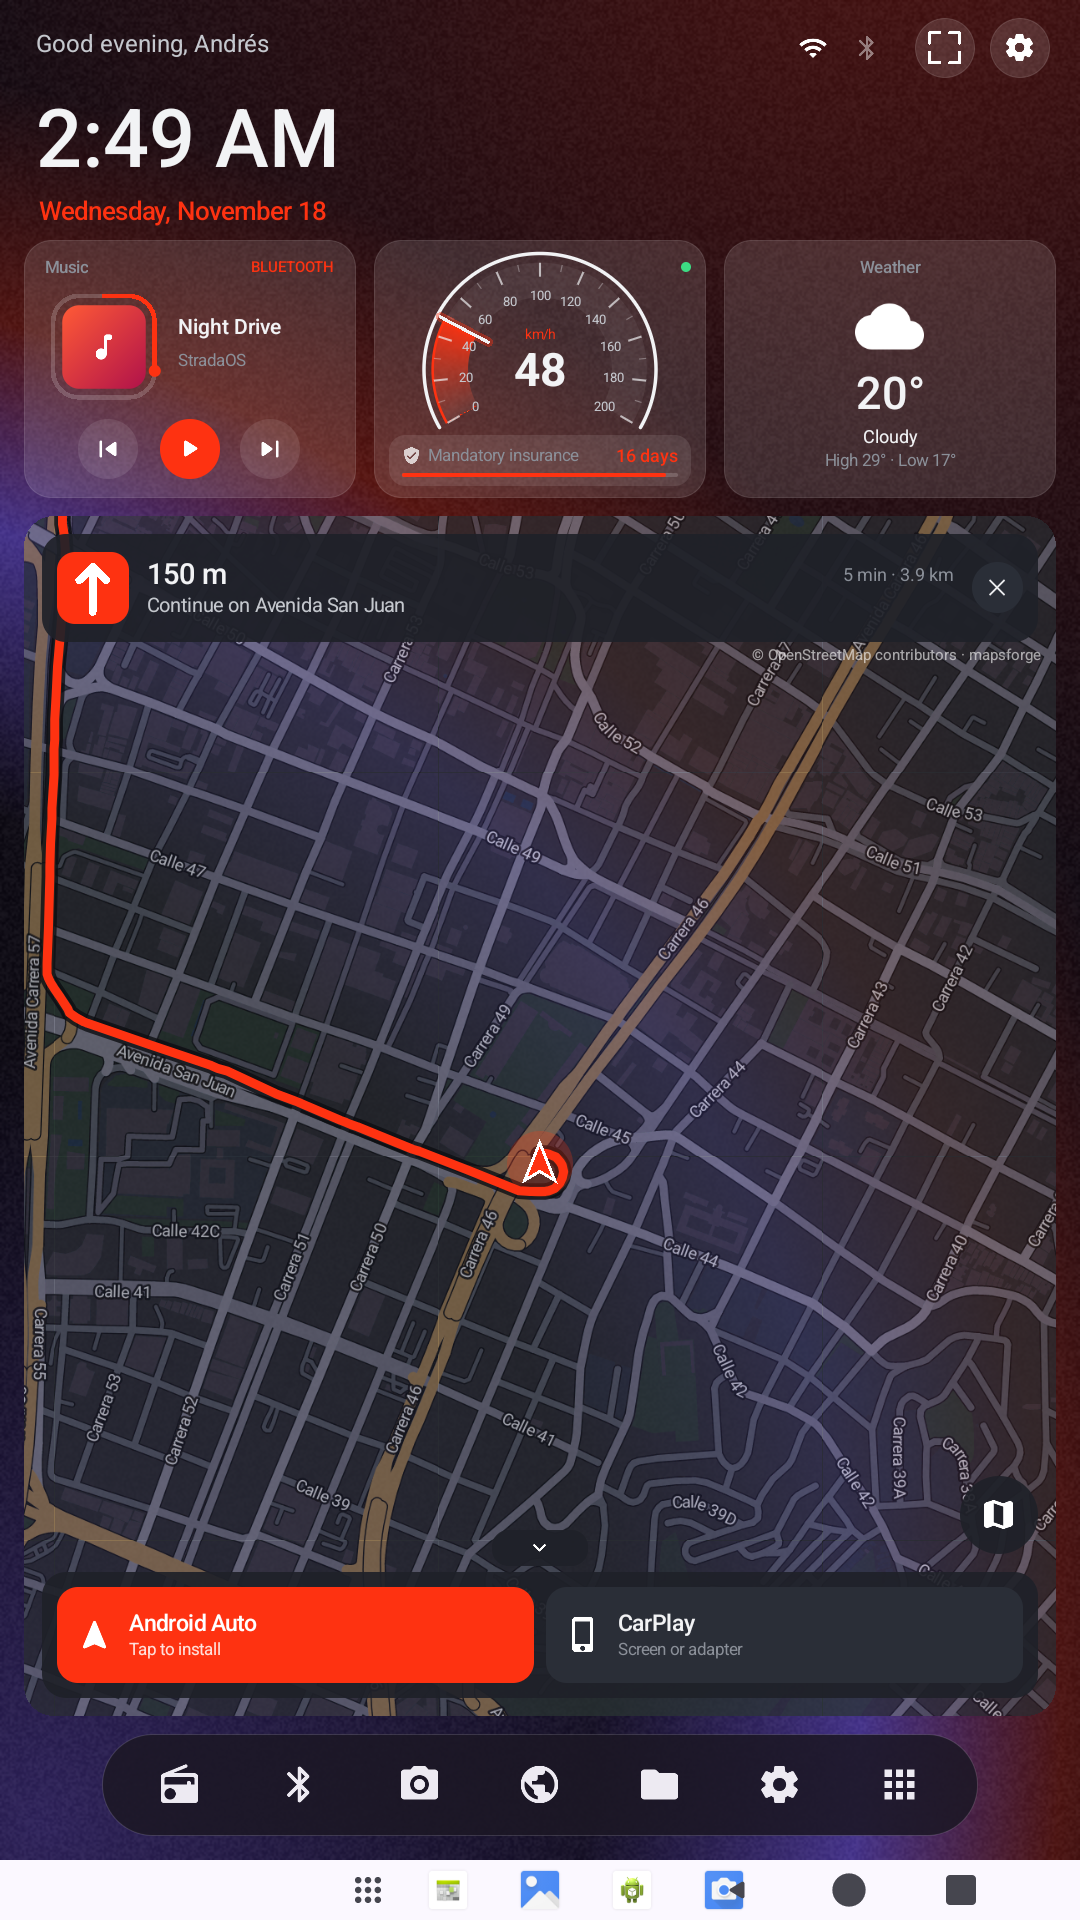 Good evening, Andrés
2:49 AM
Wednesday, November 18
Music
BLUETOOTH
Night Drive
StradaOS
0
20
40
60
80
100
120
140
160
180
200
km/h
48
Mandatory insurance
16 days
Weather
20°
Cloudy
High 29° · Low 17°
150 m
Continue on Avenida San Juan
5 min · 3.9 km
© OpenStreetMap contributors · mapsforge
Calle 52
Calle 53
Calle 51
Calle 49
Calle 47
Carrera 46
Carrera 42
Carrera 43
Avenida Carrera 57
Carrera 49
Avenida San Juan
Carrera 44
Calle 45
Calle 42C
Carrera 51
Carrera 50
Carrera 46
Calle 44
Carrera 40
Calle 41
Carrera 55
Calle 42
Carrera 53
Carrera 52
Carrera 46
Calle 41
Carrera 39A
Calle 42
Calle 39
Calle 39D
Android Auto
Tap to install
CarPlay
Screen or adapter